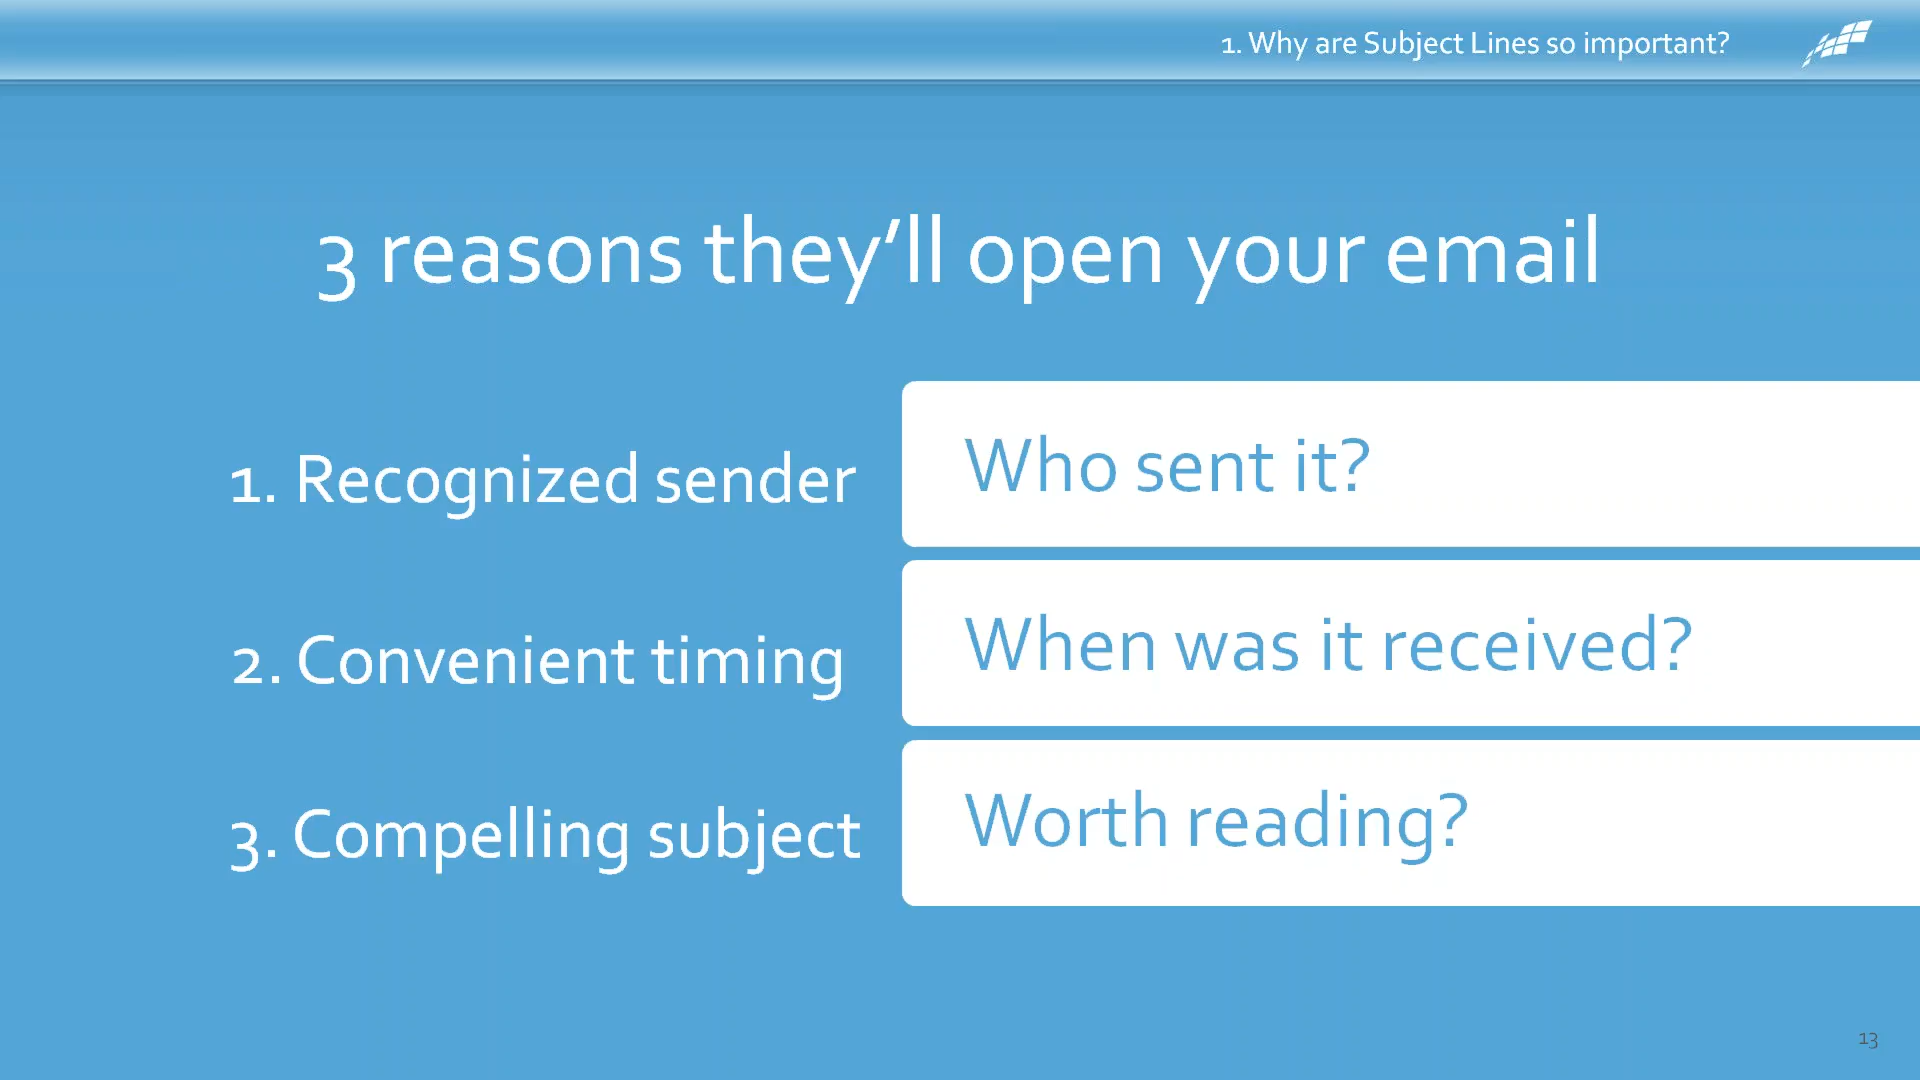 1. Why are Subject Lines so important?
3 reasons they’ll open your email
1. Recognized sender
Who sent it?
2. Convenient timing
When was it received?
3. Compelling subject
Worth reading?
13